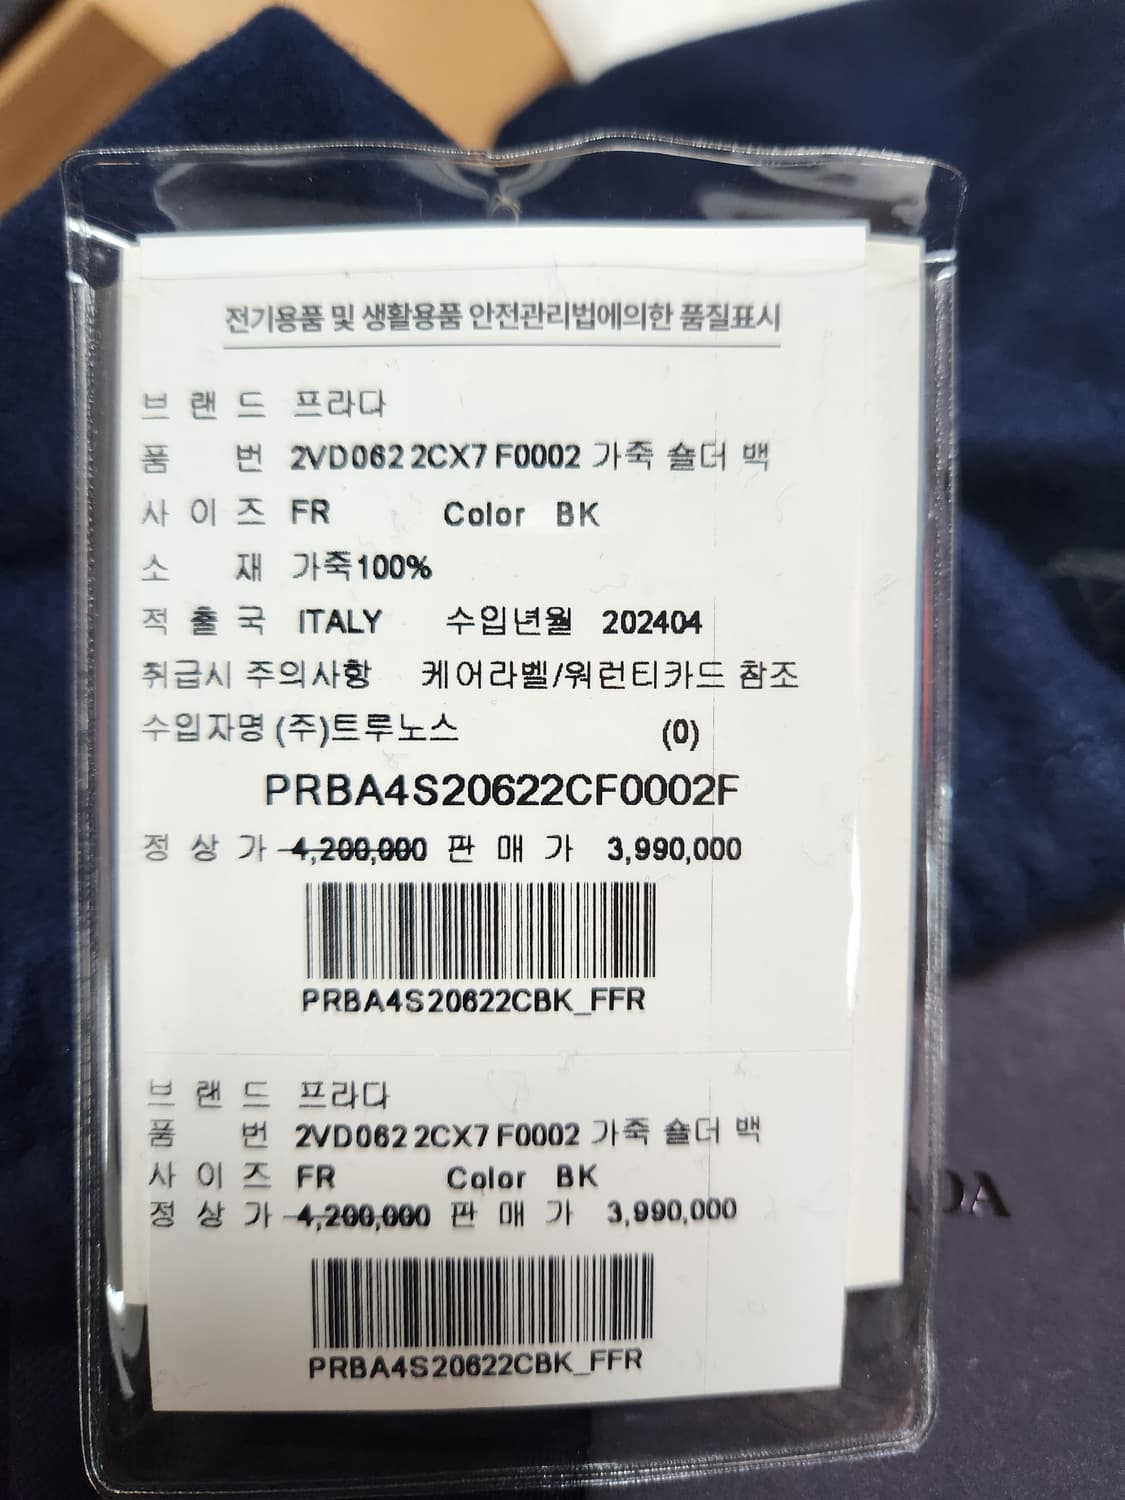 전기용품 및 생활용품 안전관리법에의한 품질표시
브 랜 드 프라다
품 번 2VD062 2CX7 F0002 가죽 숄더 백
사 이 즈 FR Color BK
소 재 가죽100%
적 출 국 ITALY 수입년월 202404
취급시 주의사항 케어라벨/워런티카드 참조
수입자명 (주)트루노스 (0)
PRBA4S20622CF0002F
정 상 가 4,200,000 판 매 가 3,990,000
PRBA4S20622CBK_FFR
브 랜 드 프라다
품 번 2VD062 2CX7 F0002 가죽 숄더 백
사 이 즈 FR Color BK
정 상 가 4,200,000 판 매 가 3,990,000
PRBA4S20622CBK_FFR